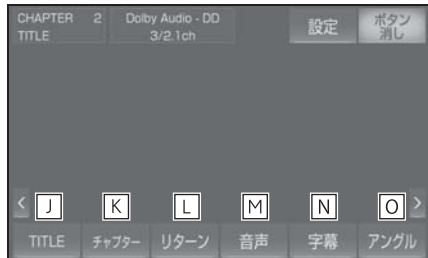 CHAPTER 2 Dolby Audio - DD 設定 ボタン
TITLE 3/2.1ch 消し
< J K L M N O >
TITLE チャプター リターン 音声 字幕 アングル